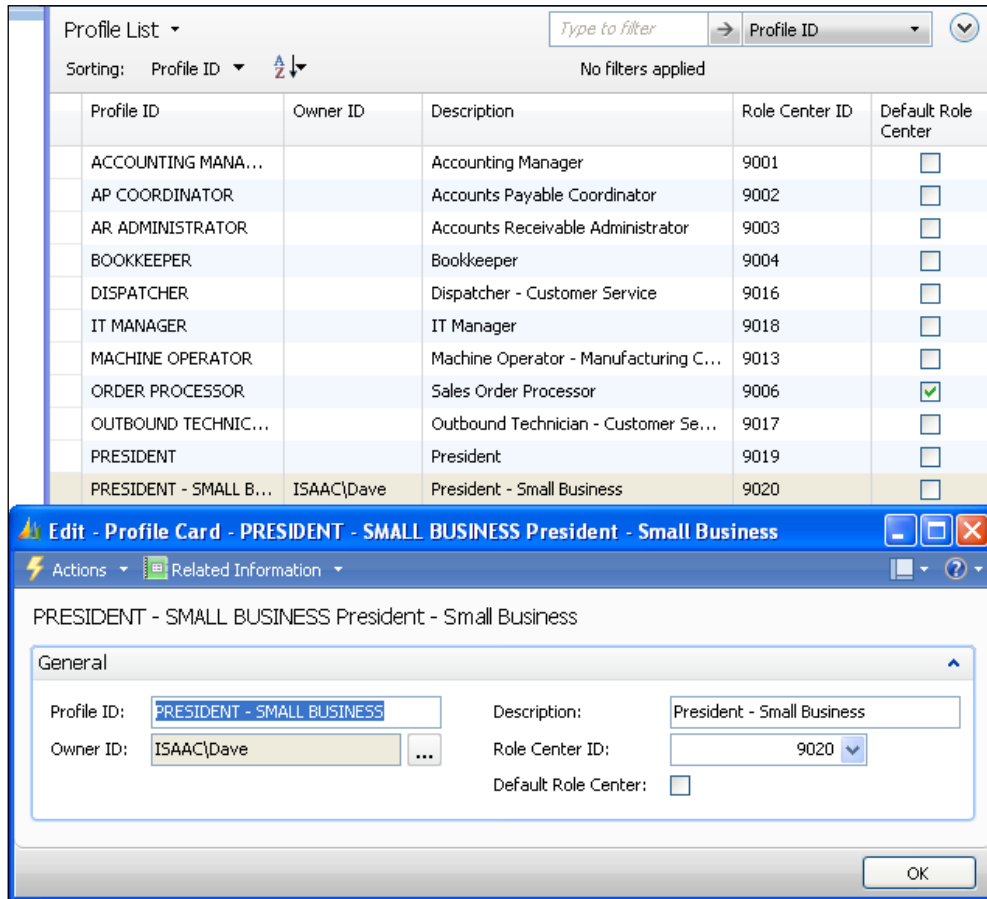 Profile List
Type to filter
Profile ID
Sorting: Profile ID
No filters applied
Profile ID Owner ID Description Role Center ID Default Role Center
ACCOUNTING MANA... Accounting Manager 9001
AP COORDINATOR Accounts Payable Coordinator 9002
AR ADMINISTRATOR Accounts Receivable Administrator 9003
BOOKKEEPER Bookkeeper 9004
DISPATCHER Dispatcher - Customer Service 9016
IT MANAGER IT Manager 9018
MACHINE OPERATOR Machine Operator - Manufacturing C... 9013
ORDER PROCESSOR Sales Order Processor 9006
OUTBOUND TECHNIC... Outbound Technician - Customer Se... 9017
PRESIDENT President 9019
PRESIDENT - SMALL B... ISAAC\Dave President - Small Business 9020
Edit - Profile Card - PRESIDENT - SMALL BUSINESS President - Small Business
Actions Related Information
PRESIDENT - SMALL BUSINESS President - Small Business
General
Profile ID: PRESIDENT - SMALL BUSINESS Description: President - Small Business
Owner ID: ISAAC\Dave ... Role Center ID: 9020
Default Role Center:
OK